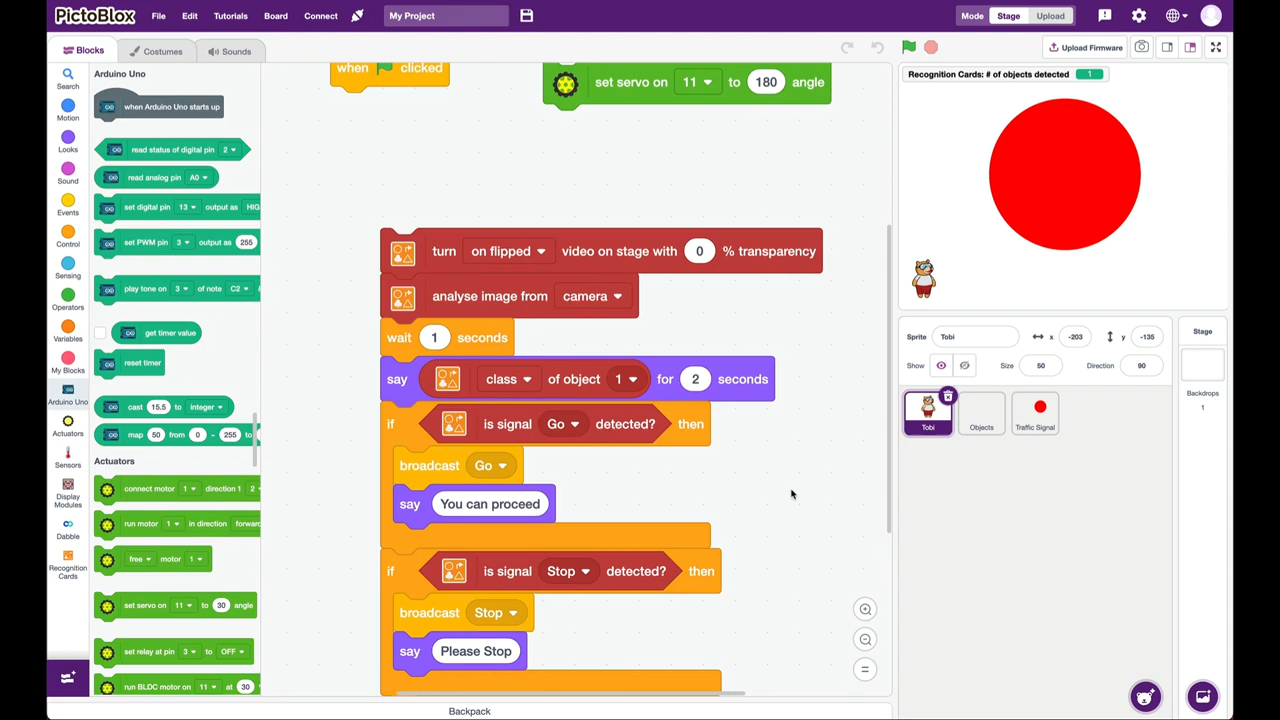 PictoBlox File Edit Tutorials Board Connect My Project Mode Stage Upload
Blocks Costumes Sounds Upload Firmware
Search
Motion
Looks
Sound
Events
Control
Sensing
Operators
Variables
My Blocks
Arduino Uno
Actuators
Sensors
Display
Modules
Dabble
Recognition
Cards
Arduino Uno
when Arduino Uno starts up
read status of digital pin 2
read analog pin A0
set digital pin 13 output as HIG
set PWM pin 3 output as 255
play tone on 3 of note C2
get timer value
reset timer
cast 15.5 to integer
map 50 from 0 - 255 to
Actuators
connect motor 1 direction 1 2
run motor 1 in direction forward
free motor 1
set servo on 11 to 30 angle
set relay at pin 3 to OFF
run BLDC motor on 11 at 30
when clicked
set servo on 11 to 180 angle
turn on flipped video on stage with 0 % transparency
analyse image from camera
wait 1 seconds
say class of object 1 for 2 seconds
if is signal Go detected? then
broadcast Go
say You can proceed
if is signal Stop detected? then
broadcast Stop
say Please Stop
Backpack
Recognition Cards: # of objects detected 1
Sprite Tobi x -203 y -135
Show Size 50 Direction 90
Tobi Objects Traffic Signal
Stage
Backdrops
1